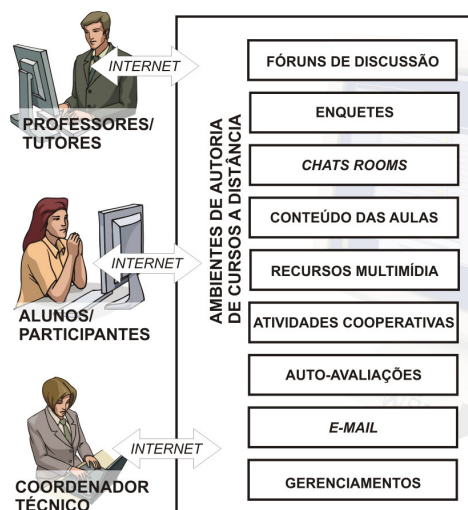 INTERNET
PROFESSORES/
TUTORES
INTERNET
ALUNOS/
PARTICIPANTES
INTERNET
COORDENADOR
TÉCNICO
AMBIENTES DE AUTORIA
DE CURSOS A DISTÂNCIA
FÓRUNS DE DISCUSSÃO
ENQUETES
CHATS ROOMS
CONTEÚDO DAS AULAS
RECURSOS MULTIMÍDIA
ATIVIDADES COOPERATIVAS
AUTO-AVALIAÇÕES
E-MAIL
GERENCIAMENTOS